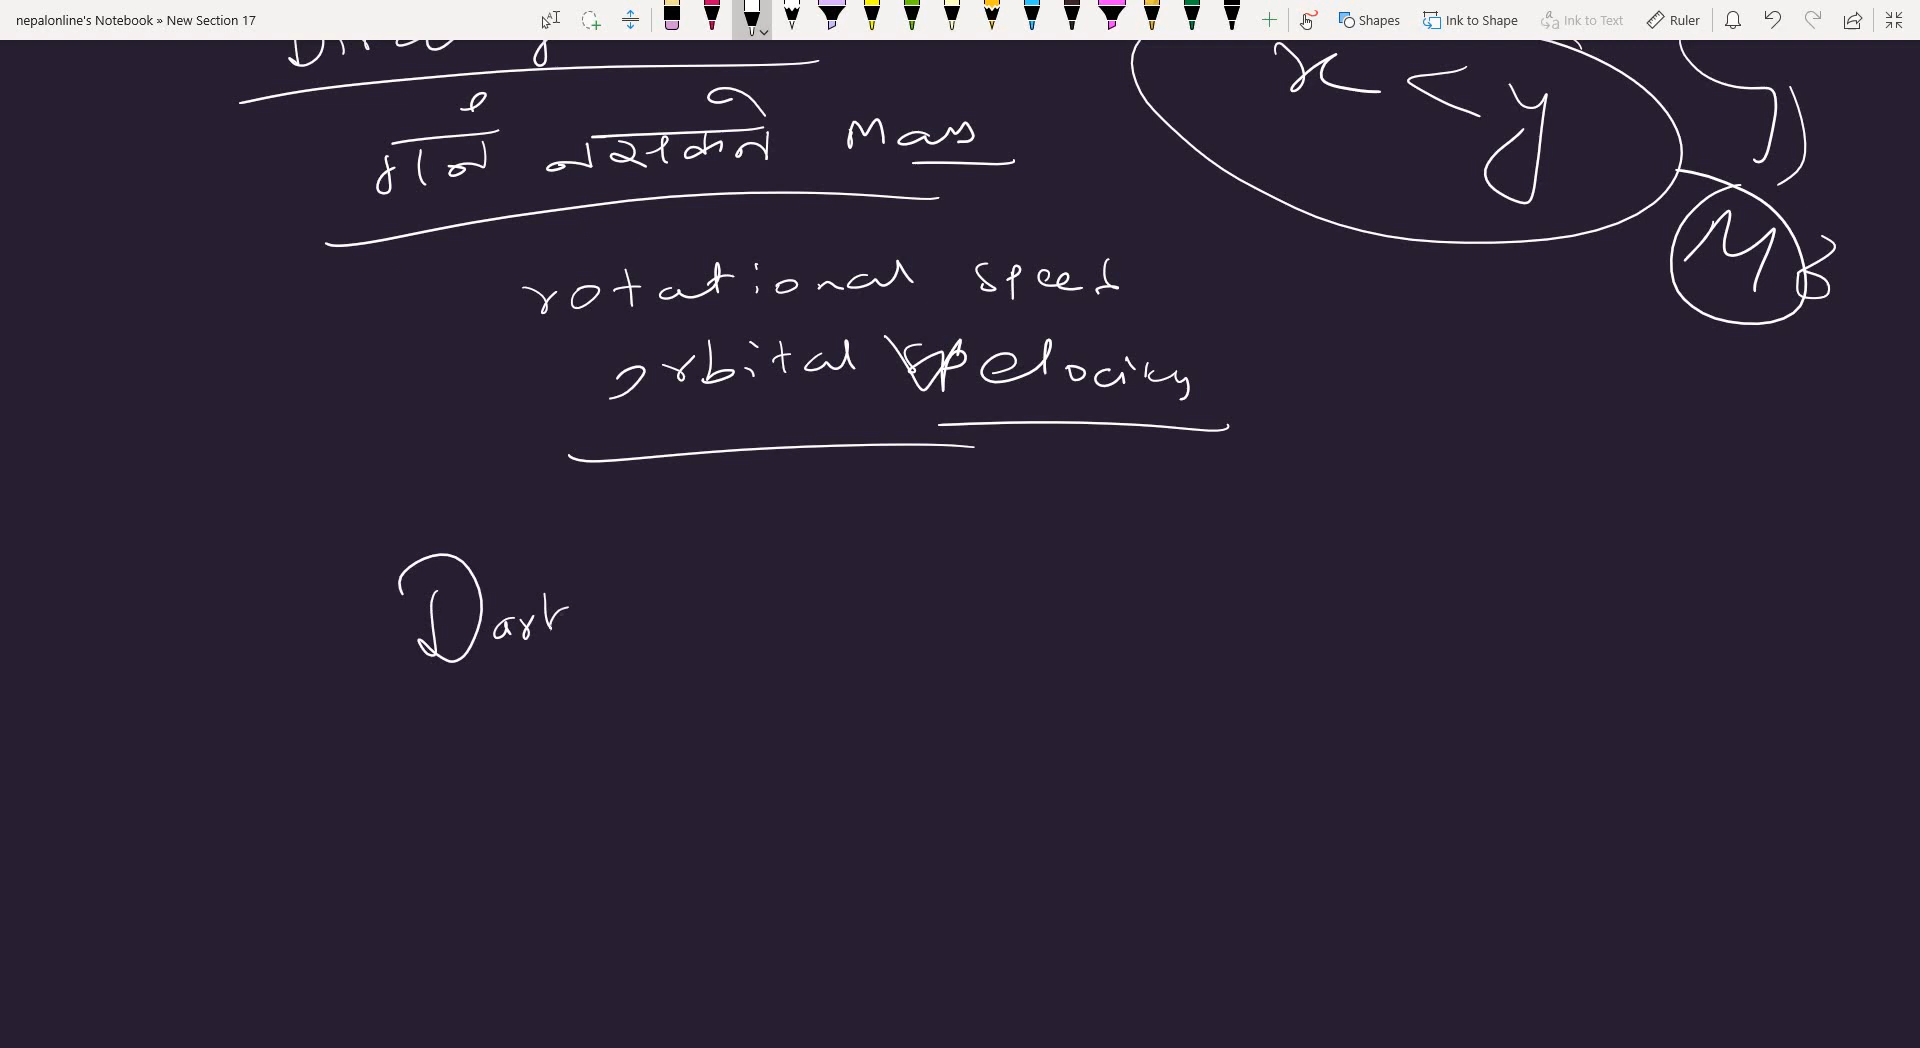 nepalonline's Notebook » New Section 17
Shapes
Ink to Shape
Ink to Text
Ruler
x < y
Mass
M
rotational speed
orbital velocity
Dark